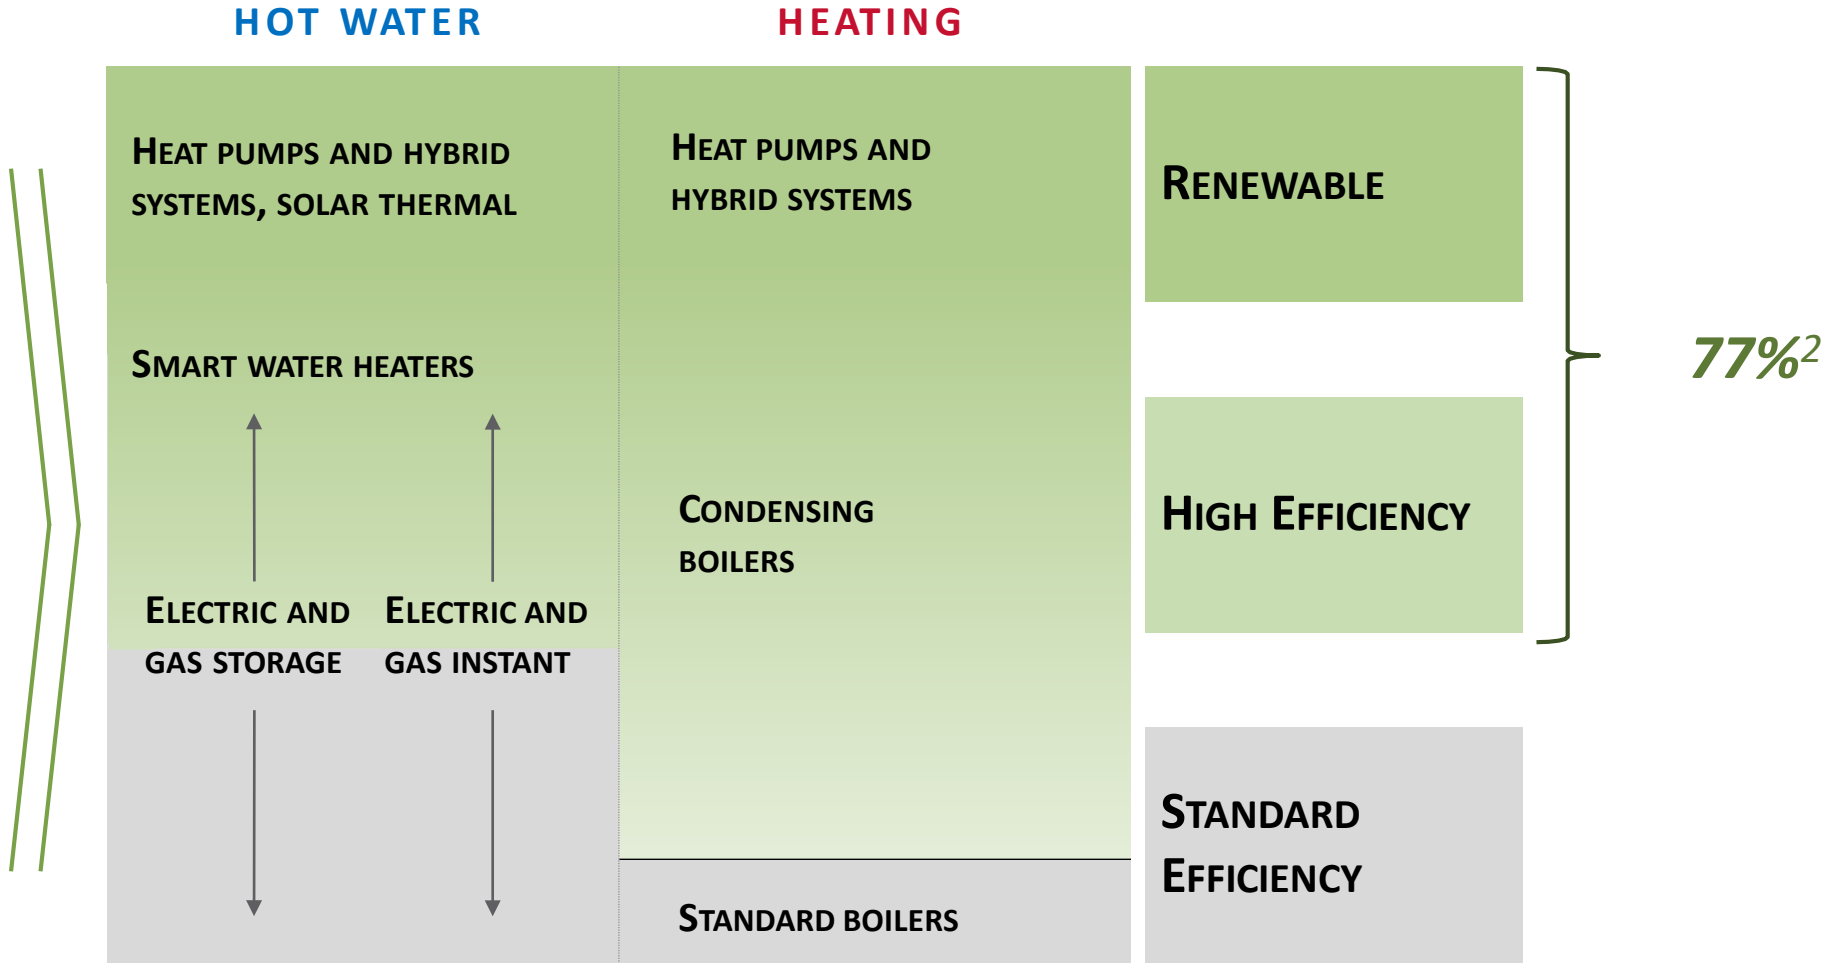 HOT WATER
HEATING
HEAT PUMPS AND HYBRID
SYSTEMS, SOLAR THERMAL
SMART WATER HEATERS
ELECTRIC AND
GAS STORAGE
ELECTRIC AND
GAS INSTANT
HEAT PUMPS AND
HYBRID SYSTEMS
CONDENSING
BOILERS
STANDARD BOILERS
RENEWABLE
HIGH EFFICIENCY
STANDARD
EFFICIENCY
77%²